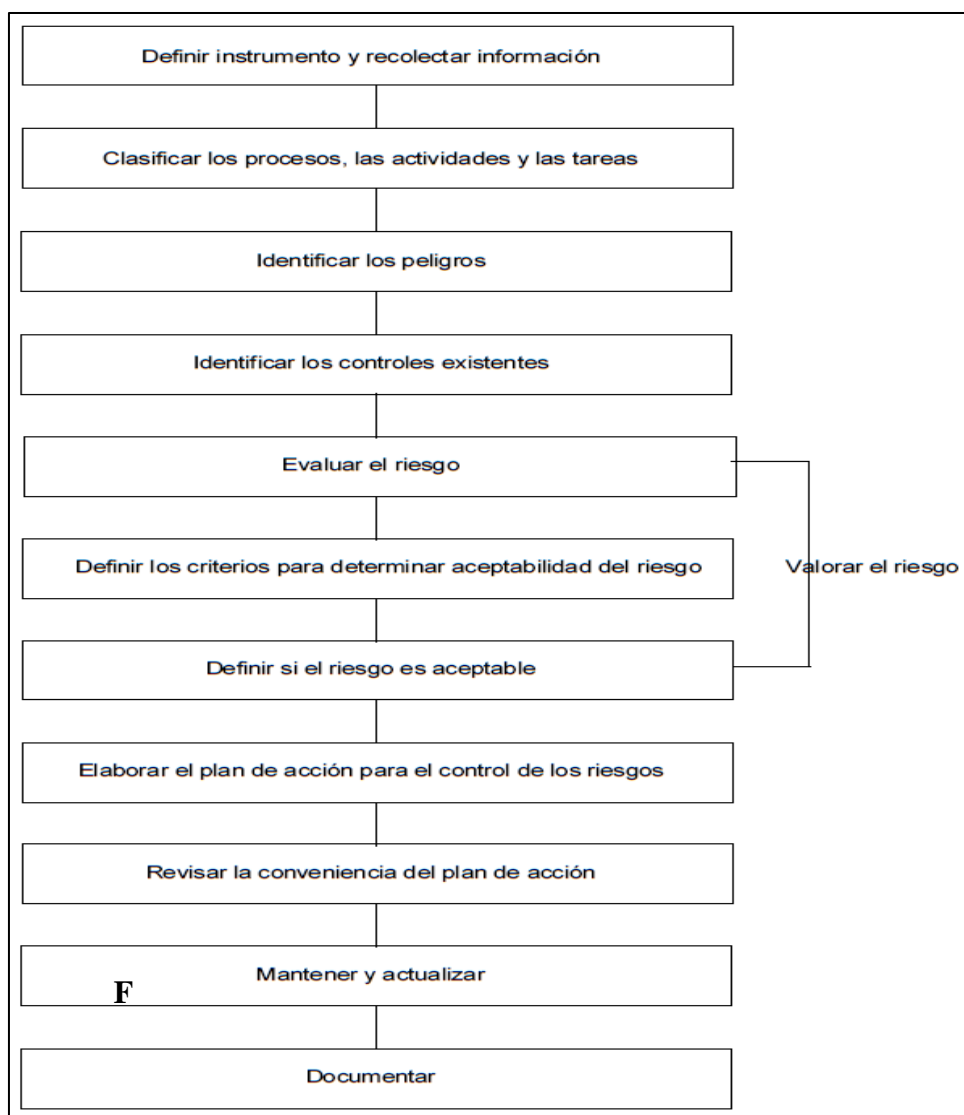 Definir instrumento y recolectar información
Clasificar los procesos, las actividades y las tareas
Identificar los peligros
Identificar los controles existentes
Evaluar el riesgo
Definir los criterios para determinar aceptabilidad del riesgo
Valorar el riesgo
Definir si el riesgo es aceptable
Elaborar el plan de acción para el control de los riesgos
Revisar la conveniencia del plan de acción
Mantener y actualizar
F
Documentar